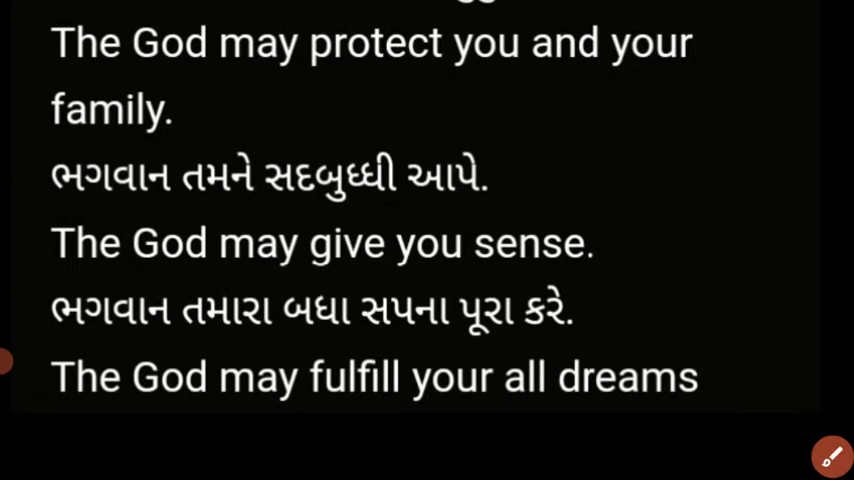 The God may protect you and your
family.
ભગવાન તમને સદબુધ્ધી આપે.
The God may give you sense.
ભગવાન તમારા બધા સપના પૂરા કરે.
The God may fulfill your all dreams